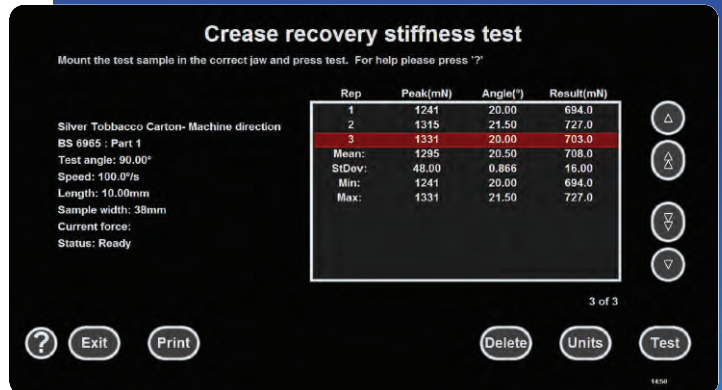 Crease recovery stiffness test
Mount the test sample in the correct jaw and press test. For help please press '?'
Silver Tobbacco Carton- Machine direction
BS 6965 : Part 1
Test angle: 90.00°
Speed: 100.0°/s
Length: 10.00mm
Sample width: 38mm
Current force:
Status: Ready
Rep Peak(mN) Angle(°) Result(mN)
1 1241 20.00 694.0
2 1315 21.50 727.0
3 1331 20.00 703.0
Mean: 1295 20.50 708.0
StDev: 48.00 0.866 16.00
Min: 1241 20.00 694.0
Max: 1331 21.50 727.0
3 of 3
? Exit Print Delete Units Test
14:50